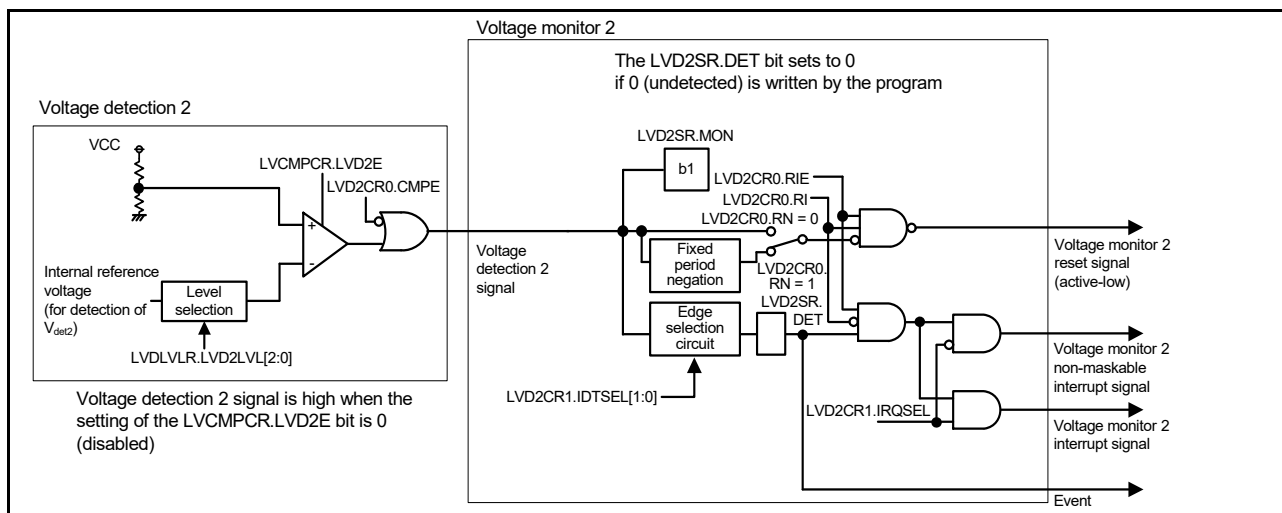 Voltage monitor 2
The LVD2SR.DET bit sets to 0
if 0 (undetected) is written by the program
Voltage detection 2
VCC
LVCMPCR.LVD2E
LVD2CR0.CMPE
+
-
Internal reference
voltage
(for detection of
Vdet2)
Level
selection
LVDLVLR.LVD2LVL[2:0]
Voltage detection 2 signal is high when the
setting of the LVCMPCR.LVD2E bit is 0
(disabled)
Voltage
detection 2
signal
LVD2SR.MON
b1
LVD2CR0.RIE
LVD2CR0.RI
LVD2CR0.RN = 0
Fixed
period
negation
LVD2CR0.
RN = 1
LVD2SR.
DET
Edge
selection
circuit
LVD2CR1.IDTSEL[1:0]
LVD2CR1.IRQSEL
Voltage monitor 2
reset signal
(active-low)
Voltage monitor 2
non-maskable
interrupt signal
Voltage monitor 2
interrupt signal
Event